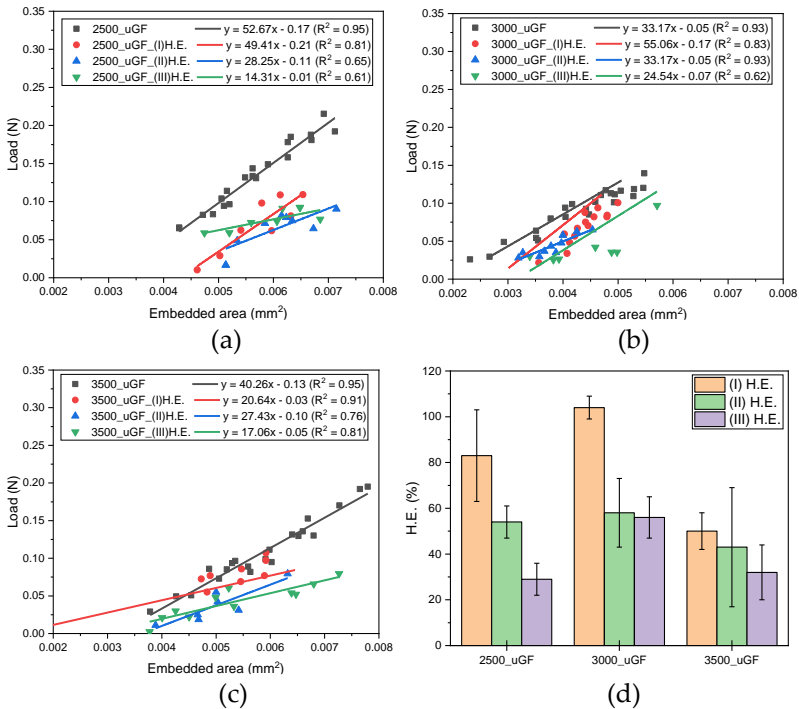 2500_uGF y = 52.67x - 0.17 (R² = 0.95)
2500_uGF_(I)H.E. y = 49.41x - 0.21 (R² = 0.81)
2500_uGF_(II)H.E. y = 28.25x - 0.11 (R² = 0.65)
2500_uGF_(III)H.E. y = 14.31x - 0.01 (R² = 0.61)
0.35
0.30
0.25
0.20
0.15
0.10
0.05
0.00
Load (N)
0.002 0.003 0.004 0.005 0.006 0.007 0.008
Embedded area (mm²)
(a)
3000_uGF y = 33.17x - 0.05 (R² = 0.93)
3000_uGF_(I)H.E. y = 55.06x - 0.17 (R² = 0.83)
3000_uGF_(II)H.E. y = 33.17x - 0.05 (R² = 0.93)
3000_uGF_(III)H.E. y = 24.54x - 0.07 (R² = 0.62)
0.35
0.30
0.25
0.20
0.15
0.10
0.05
0.00
Load (N)
0.002 0.003 0.004 0.005 0.006 0.007 0.008
Embedded area (mm²)
(b)
3500_uGF y = 40.26x - 0.13 (R² = 0.95)
3500_uGF_(I)H.E. y = 20.64x - 0.03 (R² = 0.91)
3500_uGF_(II)H.E. y = 27.43x - 0.10 (R² = 0.76)
3500_uGF_(III)H.E. y = 17.06x - 0.05 (R² = 0.81)
0.35
0.30
0.25
0.20
0.15
0.10
0.05
0.00
Load (N)
0.002 0.003 0.004 0.005 0.006 0.007 0.008
Embedded area (mm²)
(c)
(I) H.E.
(II) H.E.
(III) H.E.
120
100
80
60
40
20
0
H.E. (%)
2500_uGF 3000_uGF 3500_uGF
(d)